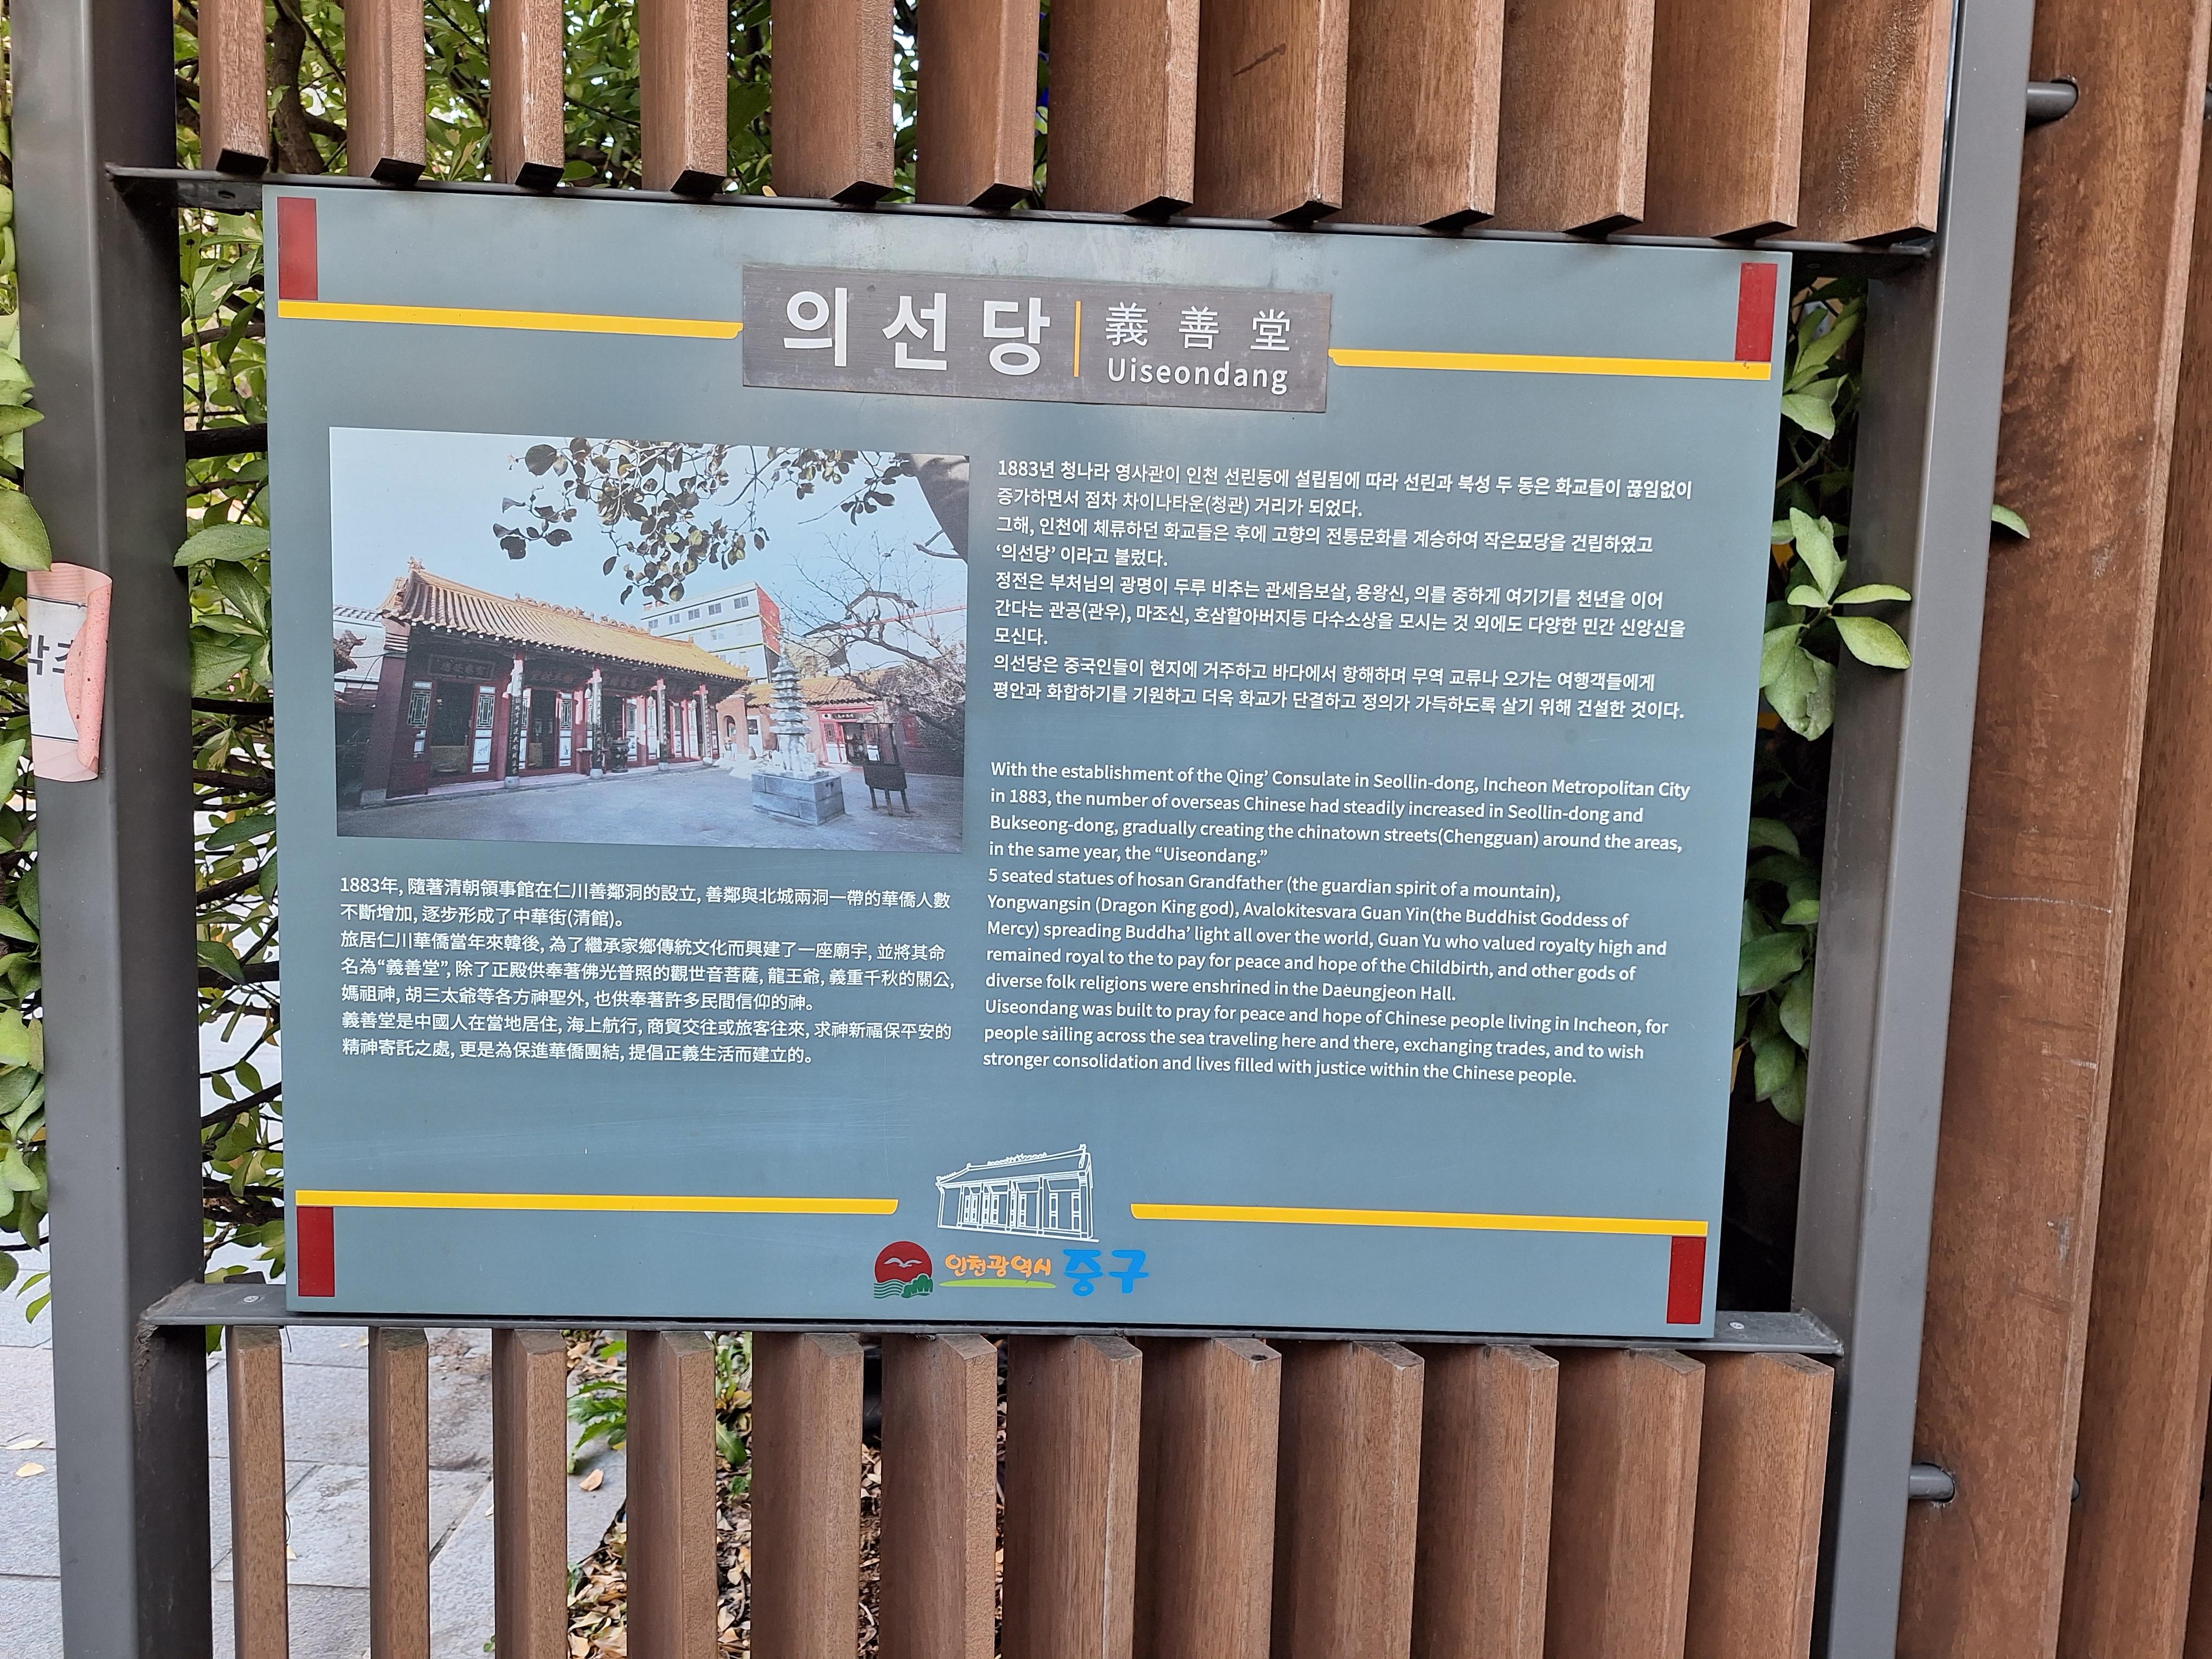 의선당
義善堂
Uiseondang
1883년 청나라 영사관이 인천 선린동에 설립됨에 따라 선린과 북성 두 동은 화교들이 끊임없이
증가하면서 점차 차이나타운(청관) 거리가 되었다.
그해, 인천에 체류하던 화교들은 후에 고향의 전통문화를 계승하여 작은묘당을 건립하였고
‘의선당’ 이라고 불렀다.
정전은 부처님의 광명이 두루 비추는 관세음보살, 용왕신, 의를 중하게 여기기를 천년을 이어
간다는 관공(관우), 마조신, 호삼할아버지등 다수소상을 모시는 것 외에도 다양한 민간 신앙신을
모신다.
의선당은 중국인들이 현지에 거주하고 바다에서 항해하며 무역 교류나 오가는 여행객들에게
평안과 화합하기를 기원하고 더욱 화교가 단결하고 정의가 가득하도록 살기 위해 건설한 것이다.
With the establishment of the Qing’ Consulate in Seollin-dong, Incheon Metropolitan City
in 1883, the number of overseas Chinese had steadily increased in Seollin-dong and
Bukseong-dong, gradually creating the chinatown streets(Chengguan) around the areas,
in the same year, the “Uiseondang.”
5 seated statues of hosan Grandfather (the guardian spirit of a mountain),
Yongwangsin (Dragon King god), Avalokitesvara Guan Yin(the Buddhist Goddess of
Mercy) spreading Buddha’ light all over the world, Guan Yu who valued royalty high and
remained royal to the to pay for peace and hope of the Childbirth, and other gods of
diverse folk religions were enshrined in the Daeungjeon Hall.
Uiseondang was built to pray for peace and hope of Chinese people living in Incheon, for
people sailing across the sea traveling here and there, exchanging trades, and to wish
stronger consolidation and lives filled with justice within the Chinese people.
1883年, 隨著清朝領事館在仁川善鄰洞的設立, 善鄰與北城兩洞一帶的華僑人數
不斷增加, 逐步形成了中華街(清館)。
旅居仁川華僑當年來韓後, 為了繼承家鄉傳統文化而興建了一座廟宇, 並將其命
名為“義善堂”, 除了正殿供奉著佛光普照的觀世音菩薩, 龍王爺, 義重千秋的關公,
媽祖神, 胡三太爺等各方神聖外, 也供奉著許多民間信仰的神。
義善堂是中國人在當地居住, 海上航行, 商貿交往或旅客往來, 求神新福保平安的
精神寄託之處, 更是為保進華僑團結, 提倡正義生活而建立的。
인천광역시 중구